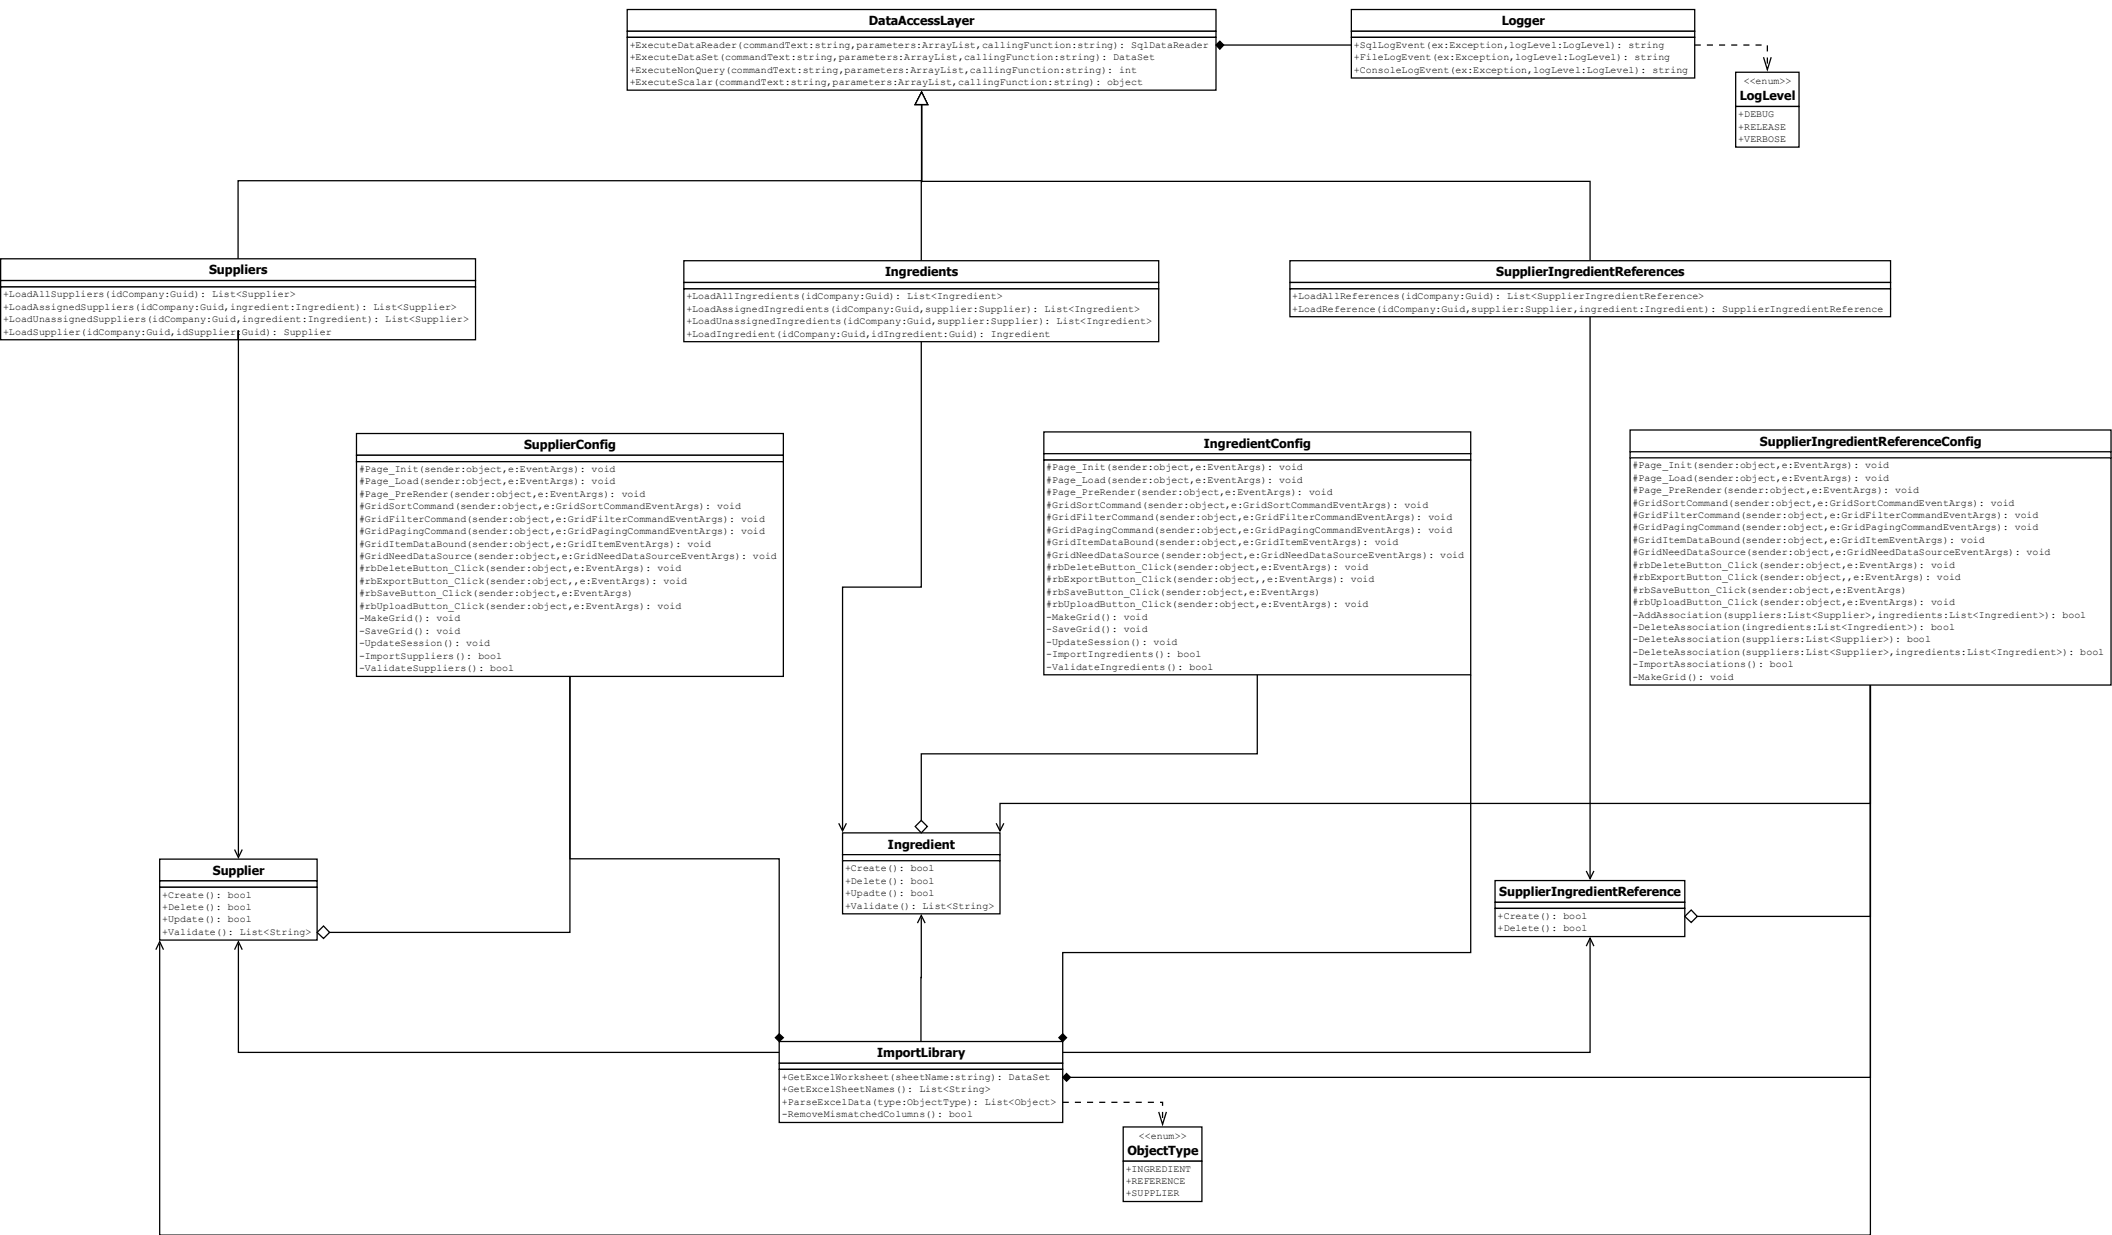 DataAccessLayer
+ExecuteDataReader(commandText:string,parameters:ArrayList,callingFunction:string): SqlDataReader
+ExecuteDataSet(commandText:string,parameters:ArrayList,callingFunction:string): DataSet
+ExecuteNonQuery(commandText:string,parameters:ArrayList,callingFunction:string): int
+ExecuteScalar(commandText:string,parameters:ArrayList,callingFunction:string): object
Logger
+SqlLogEvent(ex:Exception,logLevel:LogLevel): string
+FileLogEvent(ex:Exception,logLevel:LogLevel): string
+ConsoleLogEvent(ex:Exception,logLevel:LogLevel): string
<<enum>>
LogLevel
+DEBUG
+RELEASE
+VERBOSE
Suppliers
+LoadAllSuppliers(idCompany:Guid): List<Supplier>
+LoadAssignedSuppliers(idCompany:Guid,ingredient:Ingredient): List<Supplier>
+LoadUnassignedSuppliers(idCompany:Guid,ingredient:Ingredient): List<Supplier>
+LoadSupplier(idCompany:Guid,idSupplier:Guid): Supplier
Ingredients
+LoadAllIngredients(idCompany:Guid): List<Ingredient>
+LoadAssignedIngredients(idCompany:Guid,supplier:Supplier): List<Ingredient>
+LoadUnassignedIngredients(idCompany:Guid,supplier:Supplier): List<Ingredient>
+LoadIngredient(idCompany:Guid,idIngredient:Guid): Ingredient
SupplierIngredientReferences
+LoadAllReferences(idCompany:Guid): List<SupplierIngredientReference>
+LoadReference(idCompany:Guid,supplier:Supplier,ingredient:Ingredient): SupplierIngredientReference
SupplierConfig
#Page_Init(sender:object,e:EventArgs): void
#Page_Load(sender:object,e:EventArgs): void
#Page_PreRender(sender:object,e:EventArgs): void
#GridSortCommand(sender:object,e:GridSortCommandEventArgs): void
#GridFilterCommand(sender:object,e:GridFilterCommandEventArgs): void
#GridPagingCommand(sender:object,e:GridPagingCommandEventArgs): void
#GridItemDataBound(sender:object,e:GridItemEventArgs): void
#GridNeedDataSource(sender:object,e:GridNeedDataSourceEventArgs): void
#rbDeleteButton_Click(sender:object,e:EventArgs): void
#rbExportButton_Click(sender:object,,e:EventArgs): void
#rbSaveButton_Click(sender:object,e:EventArgs)
#rbUploadButton_Click(sender:object,e:EventArgs): void
-MakeGrid(): void
-SaveGrid(): void
-UpdateSession(): void
-ImportSuppliers(): bool
-ValidateSuppliers(): bool
IngredientConfig
#Page_Init(sender:object,e:EventArgs): void
#Page_Load(sender:object,e:EventArgs): void
#Page_PreRender(sender:object,e:EventArgs): void
#GridSortCommand(sender:object,e:GridSortCommandEventArgs): void
#GridFilterCommand(sender:object,e:GridFilterCommandEventArgs): void
#GridPagingCommand(sender:object,e:GridPagingCommandEventArgs): void
#GridItemDataBound(sender:object,e:GridItemEventArgs): void
#GridNeedDataSource(sender:object,e:GridNeedDataSourceEventArgs): void
#rbDeleteButton_Click(sender:object,e:EventArgs): void
#rbExportButton_Click(sender:object,,e:EventArgs): void
#rbSaveButton_Click(sender:object,e:EventArgs)
#rbUploadButton_Click(sender:object,e:EventArgs): void
-MakeGrid(): void
-SaveGrid(): void
-UpdateSession(): void
-ImportIngredients(): bool
-ValidateIngredients(): bool
SupplierIngredientReferenceConfig
#Page_Init(sender:object,e:EventArgs): void
#Page_Load(sender:object,e:EventArgs): void
#Page_PreRender(sender:object,e:EventArgs): void
#GridSortCommand(sender:object,e:GridSortCommandEventArgs): void
#GridFilterCommand(sender:object,e:GridFilterCommandEventArgs): void
#GridPagingCommand(sender:object,e:GridPagingCommandEventArgs): void
#GridItemDataBound(sender:object,e:GridItemEventArgs): void
#GridNeedDataSource(sender:object,e:GridNeedDataSourceEventArgs): void
#rbDeleteButton_Click(sender:object,e:EventArgs): void
#rbExportButton_Click(sender:object,,e:EventArgs): void
#rbSaveButton_Click(sender:object,e:EventArgs)
#rbUploadButton_Click(sender:object,e:EventArgs): void
-AddAssociation(suppliers:List<Supplier>,ingredients:List<Ingredient>): bool
-DeleteAssociation(ingredients:List<Ingredient>): bool
-DeleteAssociation(suppliers:List<Supplier>): bool
-DeleteAssociation(suppliers:List<Supplier>,ingredients:List<Ingredient>): bool
-ImportAssociations(): bool
-MakeGrid(): void
Supplier
+Create(): bool
+Delete(): bool
+Update(): bool
+Validate(): List<String>
Ingredient
+Create(): bool
+Delete(): bool
+Upadte(): bool
+Validate(): List<String>
SupplierIngredientReference
+Create(): bool
+Delete(): bool
ImportLibrary
+GetExcelWorksheet(sheetName:string): DataSet
+GetExcelSheetNames(): List<String>
+ParseExcelData(type:ObjectType): List<Object>
-RemoveMismatchedColumns(): bool
<<enum>>
ObjectType
+INGREDIENT
+REFERENCE
+SUPPLIER